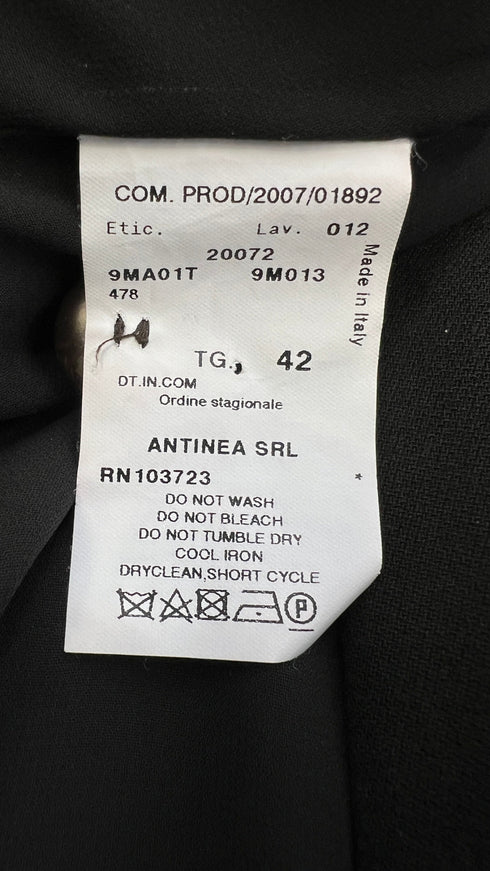 COM. PROD/2007/01892
Etic. Lav. 012
20072
9MA01T 9M013
478
Made in Italy
TG., 42
DT.IN.COM
Ordine stagionale
ANTINEA SRL
RN103723 *
DO NOT WASH
DO NOT BLEACH
DO NOT TUMBLE DRY
COOL IRON
DRYCLEAN,SHORT CYCLE
P